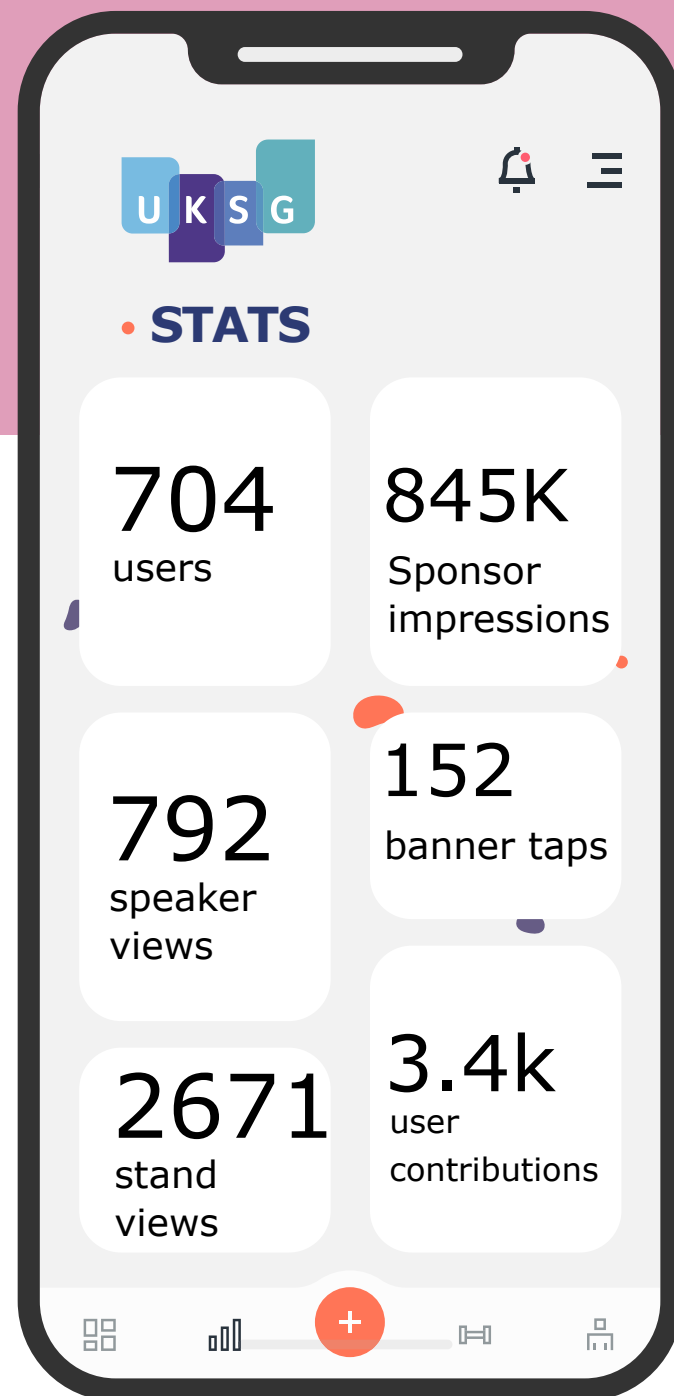 UKSG
STATS
704
users
845K
Sponsor
impressions
792
speaker
views
152
banner taps
2671
stand
views
3.4k
user
contributions